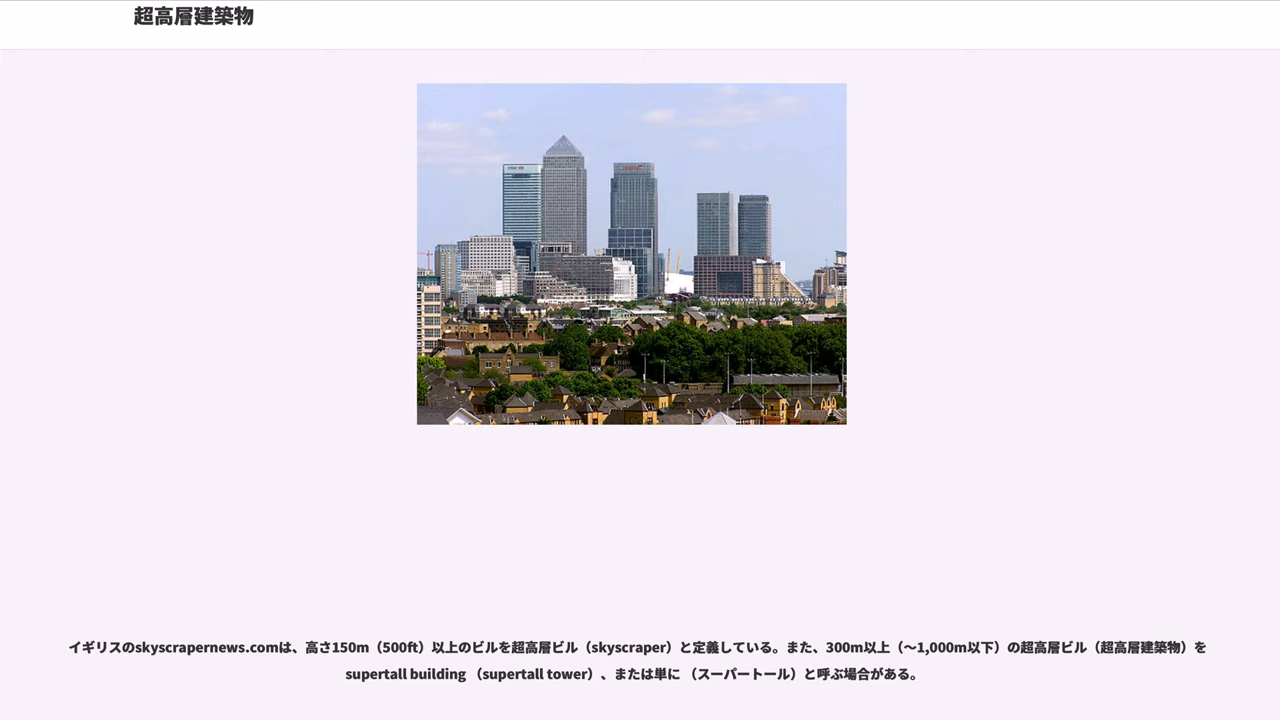 超高層建築物
イギリスのskyscrapernews.comは、高さ150m（500ft）以上のビルを超高層ビル（skyscraper）と定義している。また、300m以上（〜1,000m以下）の超高層ビル（超高層建築物）を
supertall building （supertall tower）、または単に （スーパートール）と呼ぶ場合がある。